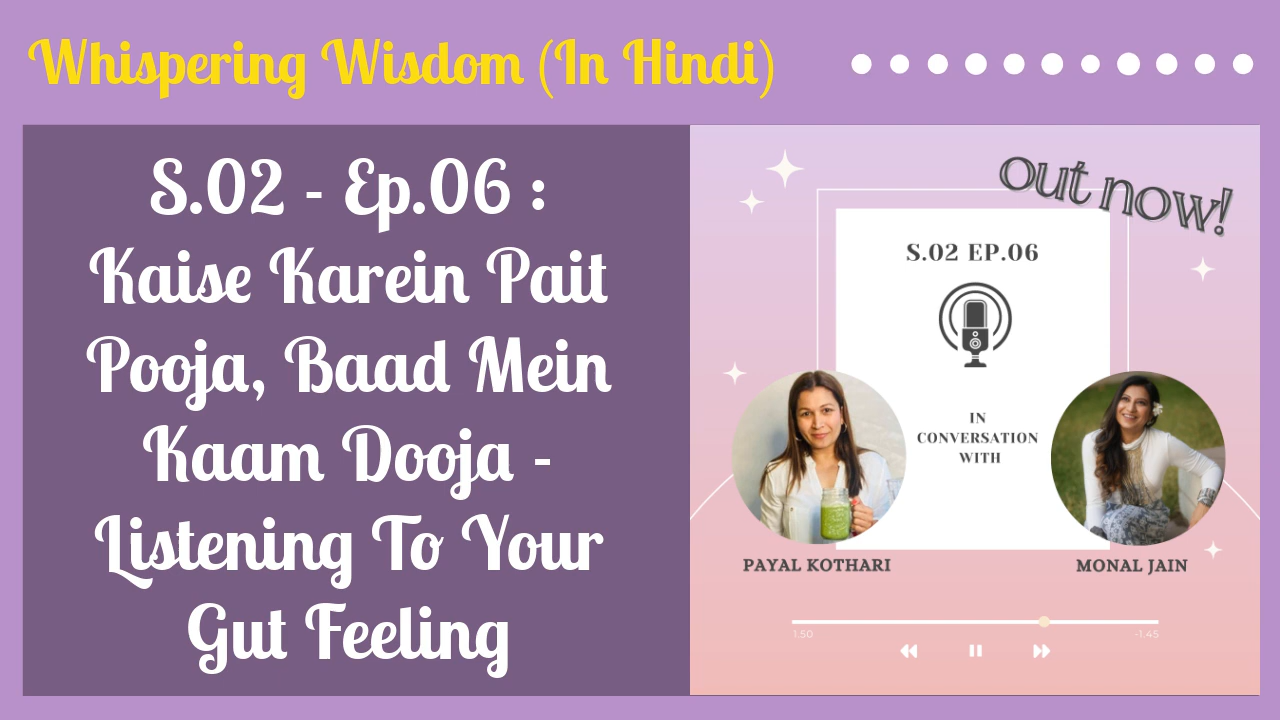 Whispering Wisdom (In Hindi)
S.02 - Ep.06 :
Kaise Karein Pait
Pooja, Baad Mein
Kaam Dooja -
Listening To Your
Gut Feeling
out now!
S.02 EP.06
IN
CONVERSATION
WITH
PAYAL KOTHARI
MONAL JAIN
1.50
-1.45